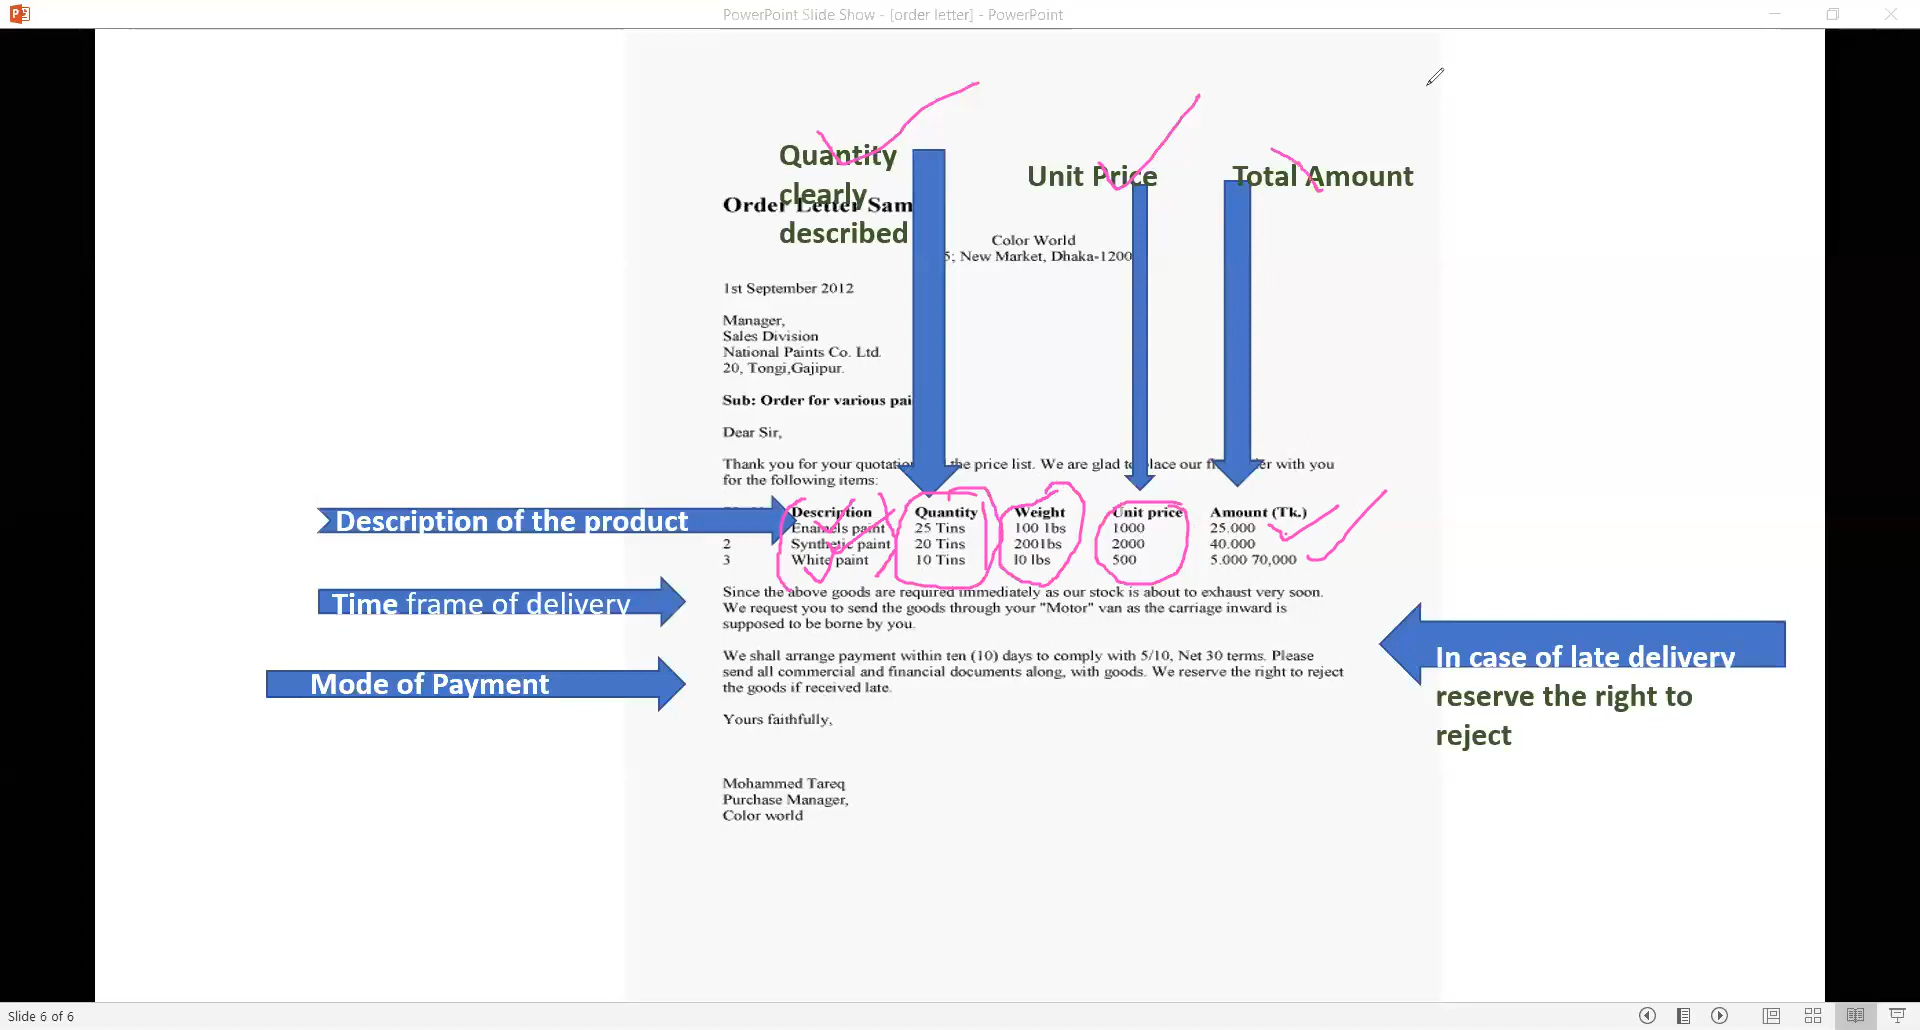 PowerPoint Slide Show - [order letter] - PowerPoint
Quantity
clearly
described
Unit Price
Total Amount
Order Letter Sam
Color World
5; New Market, Dhaka-1200
1st September 2012
Manager,
Sales Division
National Paints Co. Ltd.
20, Tongi,Gajipur.
Sub: Order for various pai
Dear Sir,
Thank you for your quotation the price list. We are glad to place our with you
for the following items:
Description of the product
Description Quantity Weight Unit price Amount (Tk.)
Enamels paint 25 Tins 100 lbs 1000 25.000
2 Synthetic paint 20 Tins 200lbs 2000 40.000
3 White paint 10 Tins l0 lbs 500 5.000 70,000
Time frame of delivery
Since the above goods are required immediately as our stock is about to exhaust very soon.
We request you to send the goods through your "Motor" van as the carriage inward is
supposed to be borne by you.
Mode of Payment
We shall arrange payment within ten (10) days to comply with 5/10, Net 30 terms. Please
send all commercial and financial documents along, with goods. We reserve the right to reject
the goods if received late.
In case of late delivery
reserve the right to
reject
Yours faithfully,
Mohammed Tareq
Purchase Manager,
Color world
Slide 6 of 6